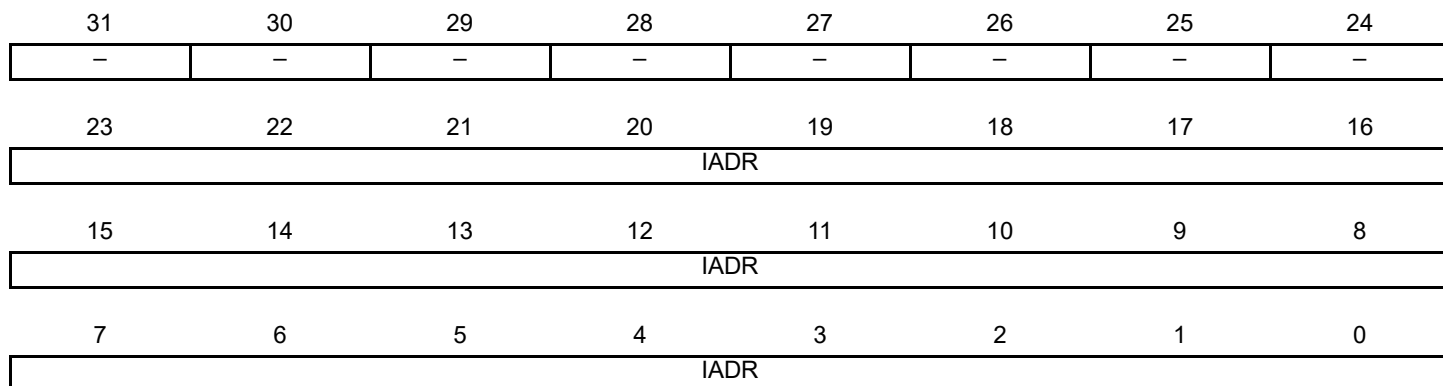 31 30 29 28 27 26 25 24
– – – – – – – –
23 22 21 20 19 18 17 16
IADR
15 14 13 12 11 10 9 8
IADR
7 6 5 4 3 2 1 0
IADR